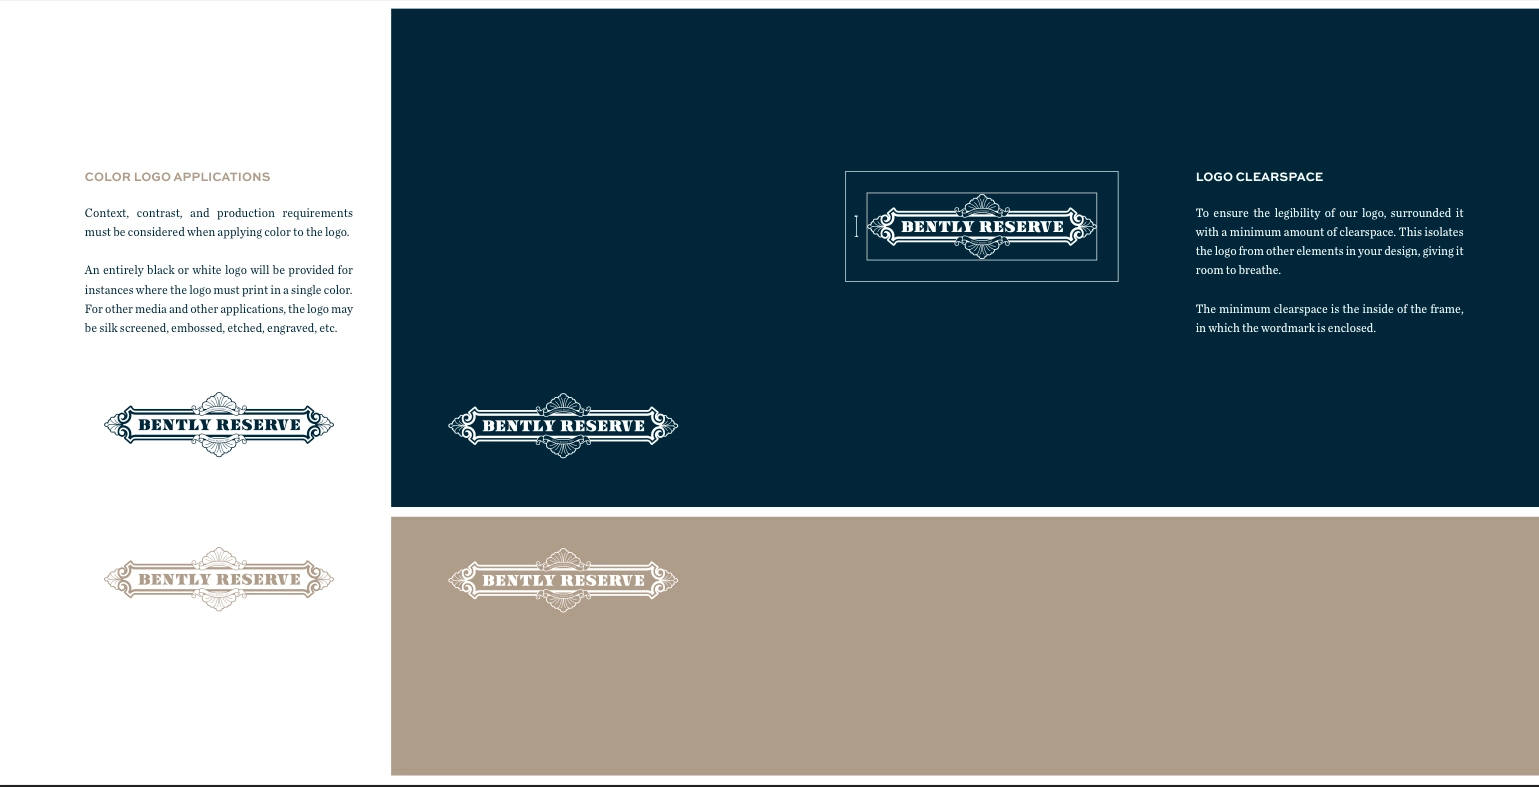 COLOR LOGO APPLICATIONS
Context, contrast, and production requirements
must be considered when applying color to the logo.
An entirely black or white logo will be provided for
instances where the logo must print in a single color.
For other media and other applications, the logo may
be silk screened, embossed, etched, engraved, etc.
BENTLY RESERVE
BENTLY RESERVE
BENTLY RESERVE
LOGO CLEARSPACE
To ensure the legibility of our logo, surrounded it
with a minimum amount of clearspace. This isolates
the logo from other elements in your design, giving it
room to breathe.
The minimum clearspace is the inside of the frame,
in which the wordmark is enclosed.
BENTLY RESERVE
BENTLY RESERVE